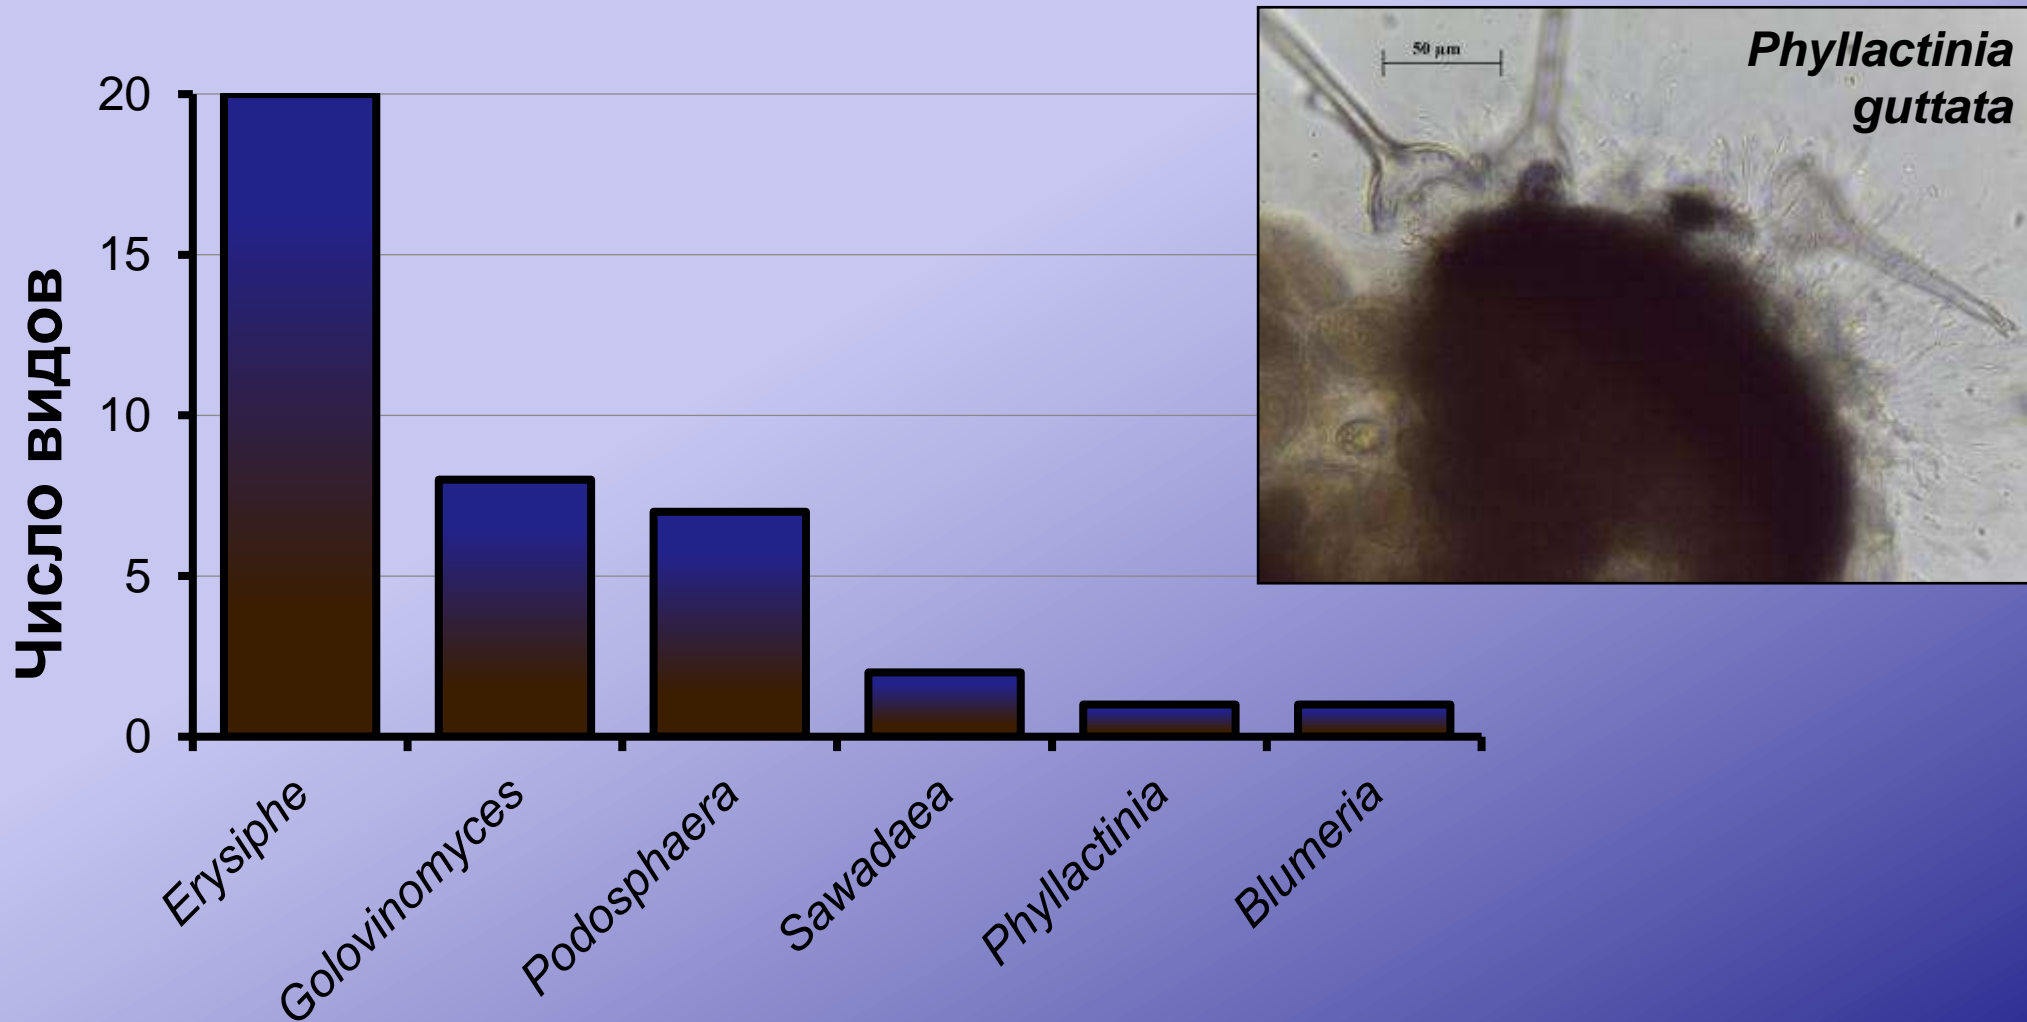 Число видов
20
15
10
5
0
Erysiphe
Golovinomyces
Podosphaera
Sawadaea
Phyllactinia
Blumeria
50 µm
Phyllactinia
guttata